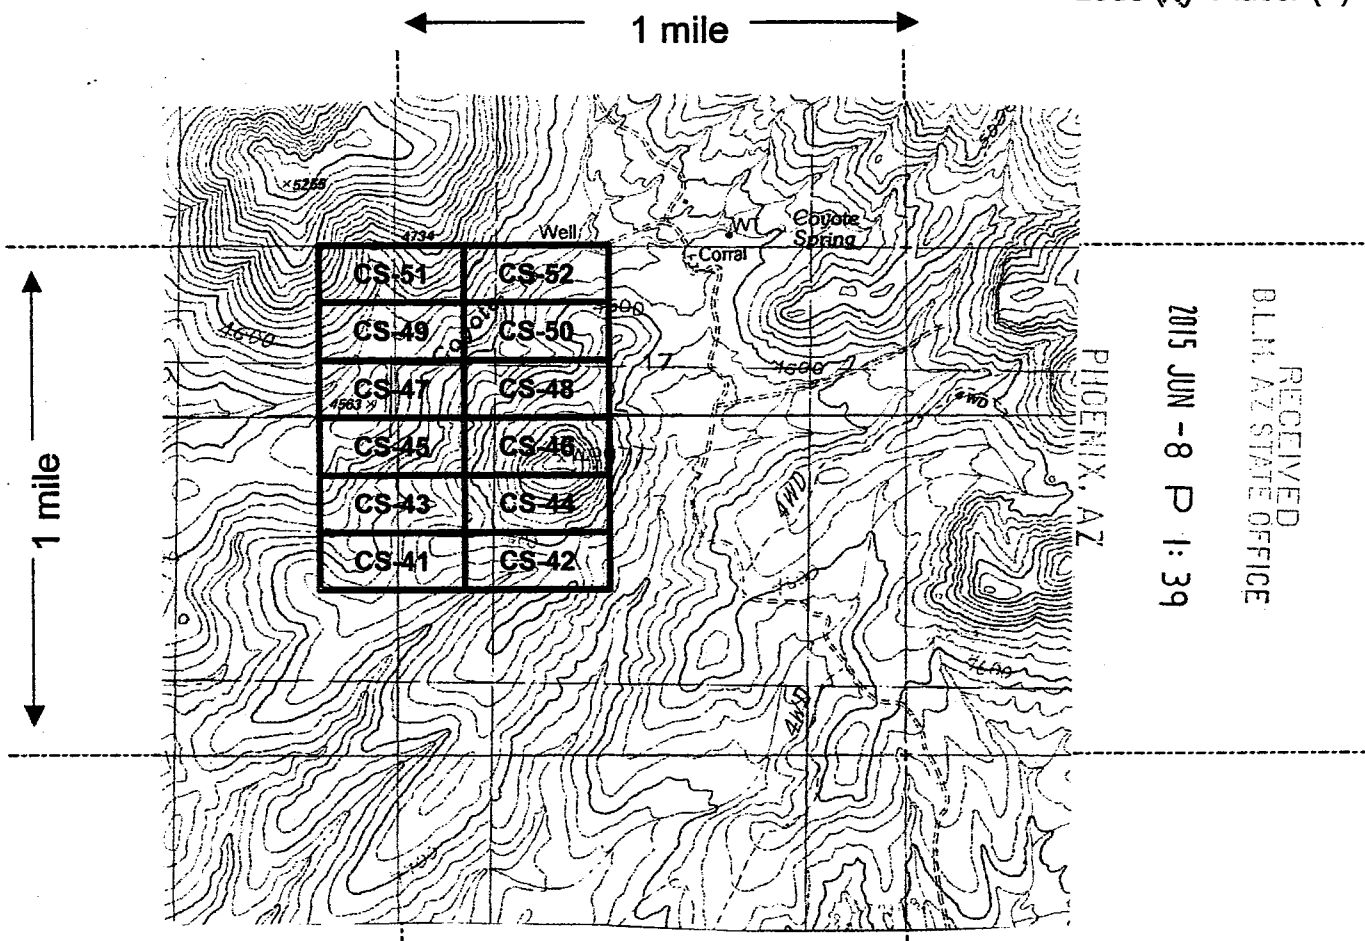 1 mile
×5255
4734
Well
WT
Coyote
Spring
Corral
CS-51
CS-52
4600
4600
CS-49
CS-50
17
4600
CS-47
CS-48
4563 ×
4WD
CS-45
CS-46
4WD
CS-43
CS-44
CS-41
CS-42
4600
4WD
1 mile
RECEIVED
B.L.M. AZ STATE OFFICE
2015 JUN -8 P 1:39
PHOENIX, AZ